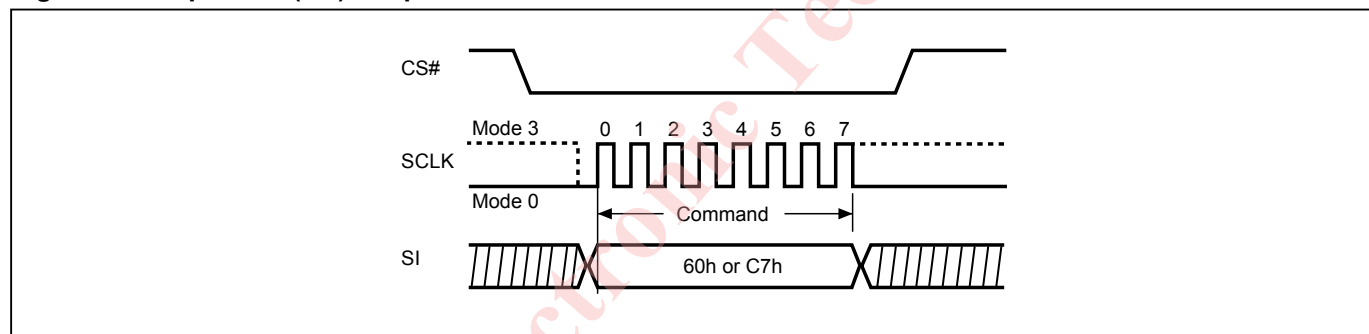 CS#
Mode 3
0 1 2 3 4 5 6 7
SCLK
Mode 0
Command
SI
60h or C7h